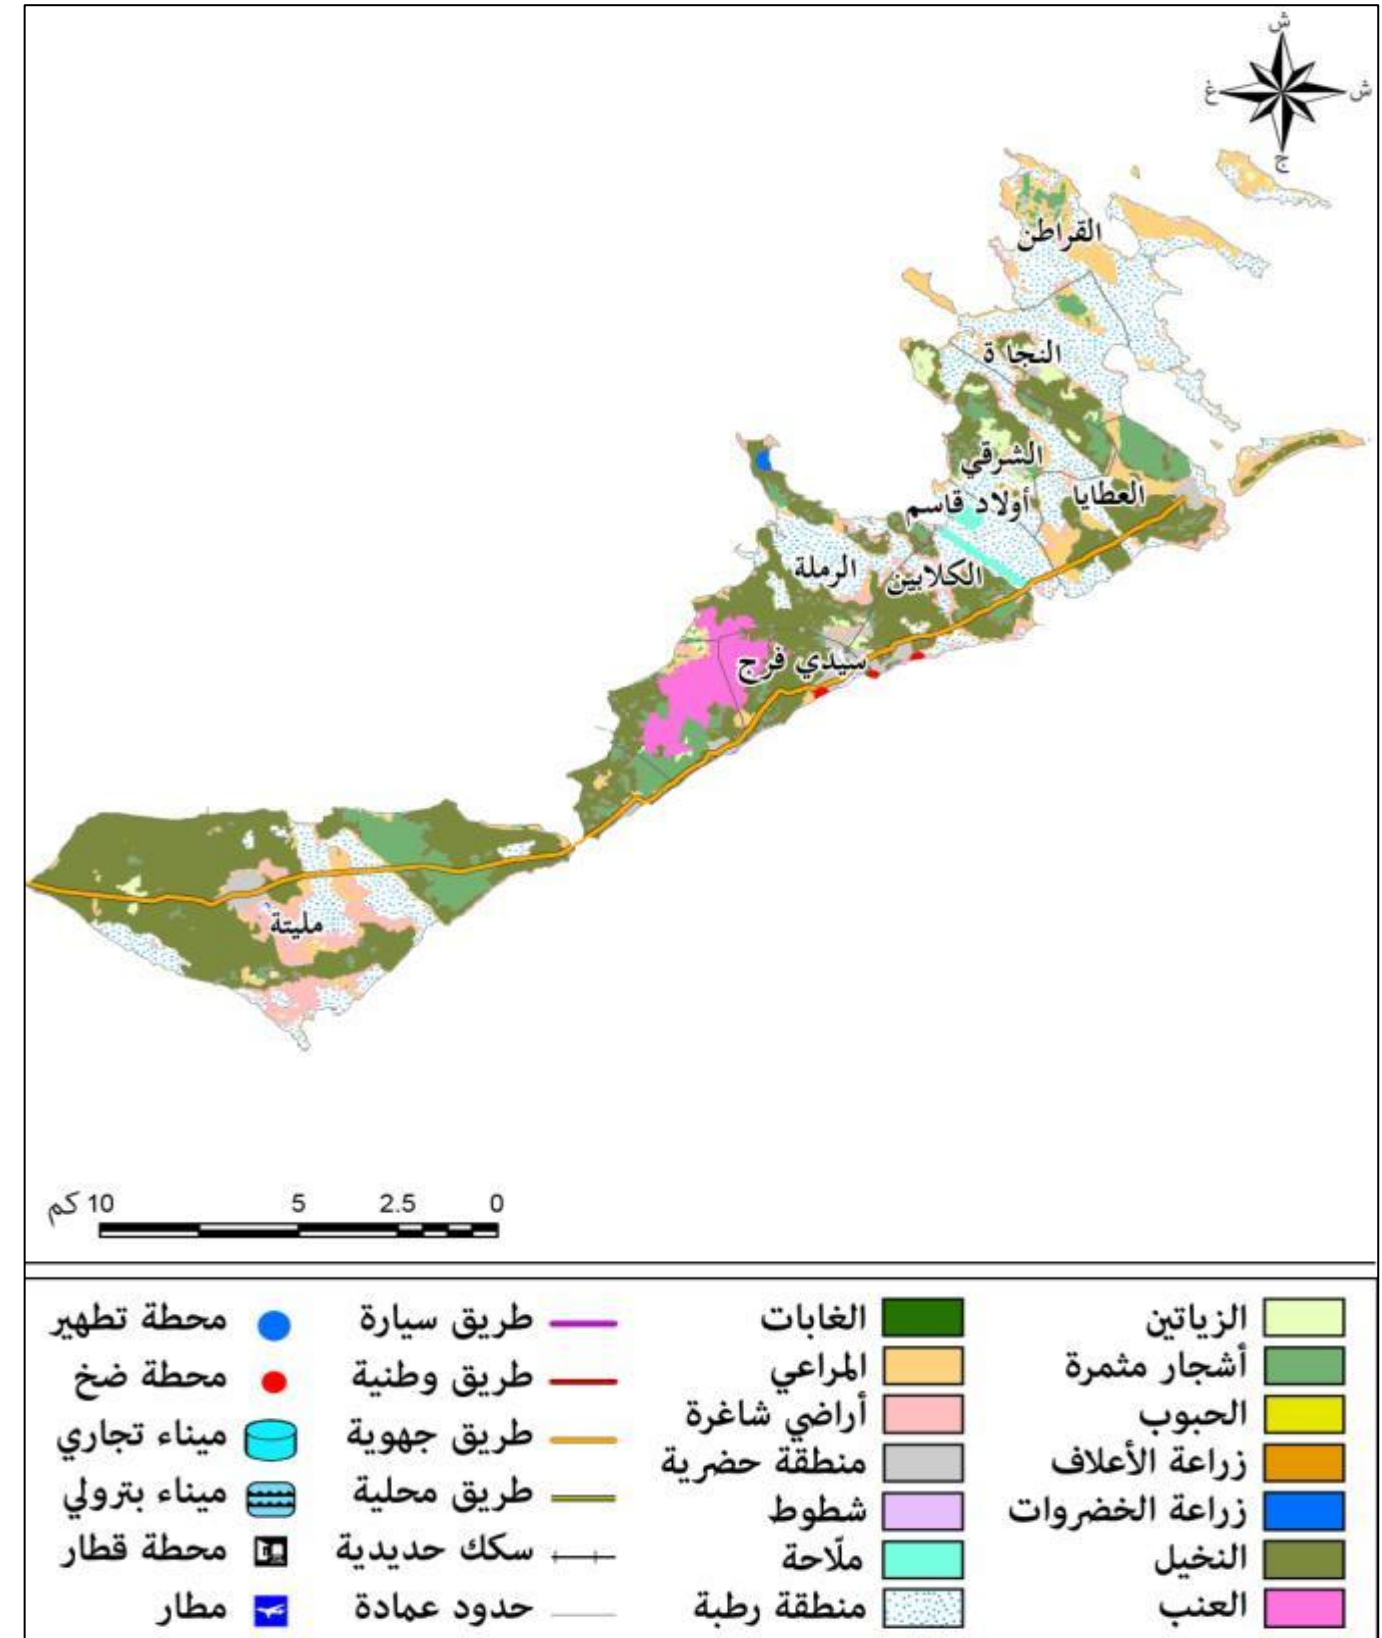 ش
غ
ش
ج
القراطن
النجا ة
الشرقي
أولاد قاسم
العطايا
الرملة
الكلابين
سيدي فرج
مليتة
0
2.5
5
10 كم
الزياتين
أشجار مثمرة
الحبوب
زراعة الأعلاف
زراعة الخضروات
النخيل
العنب
الغابات
المراعي
أراضي شاغرة
منطقة حضرية
شطوط
ملّاحة
منطقة رطبة
طريق سيارة
طريق وطنية
طريق جهوية
طريق محلية
سكك حديدية
حدود عمادة
محطة تطهير
محطة ضخ
ميناء تجاري
ميناء بترولي
محطة قطار
مطار